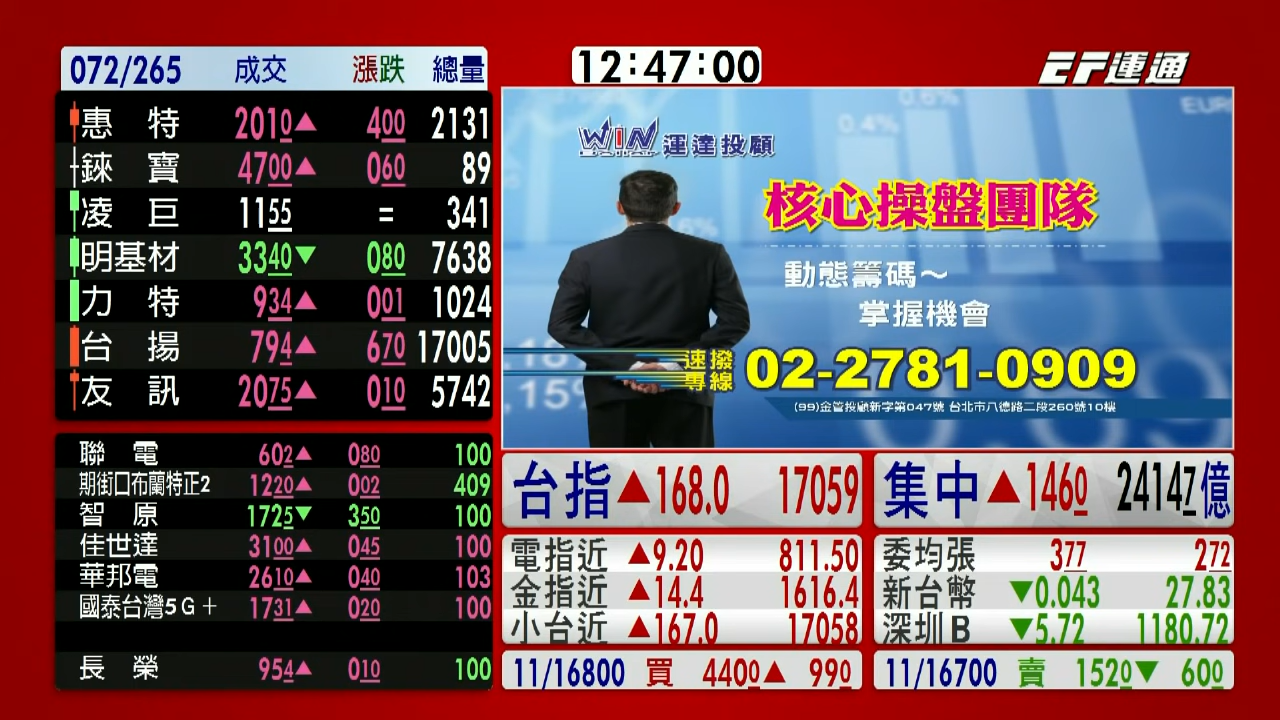 072/265 成交 漲跌 總量
12:47:00
EF運通
惠特 2010▲ 400 2131
錸寶 4700▲ 060 89
凌巨 1155 = 341
明基材 3340▼ 080 7638
力特 934▲ 001 1024
台揚 794▲ 670 17005
友訊 2075▲ 010 5742
聯電 602▲ 080 100
期街口布蘭特正2 1220▲ 002 409
智原 1725▼ 350 100
佳世達 3100▲ 045 100
華邦電 2610▲ 040 103
國泰台灣5G+ 1731▲ 020 100
長榮 954▲ 010 100
0.6% EUR
0.4%
WIN 運達投顧
核心操盤團隊
動態籌碼~
掌握機會
速撥專線 02-2781-0909
(99)金管投顧新字第047號 台北市八德路二段260號10樓
台指▲168.0 17059
集中▲1460 24147億
電指近 ▲9.20 811.50
金指近 ▲14.4 1616.4
小台近 ▲167.0 17058
委均張 377 272
新台幣 ▼0.043 27.83
深圳B ▼5.72 1180.72
11/16800 買 4400▲ 990
11/16700 賣 1520▼ 600